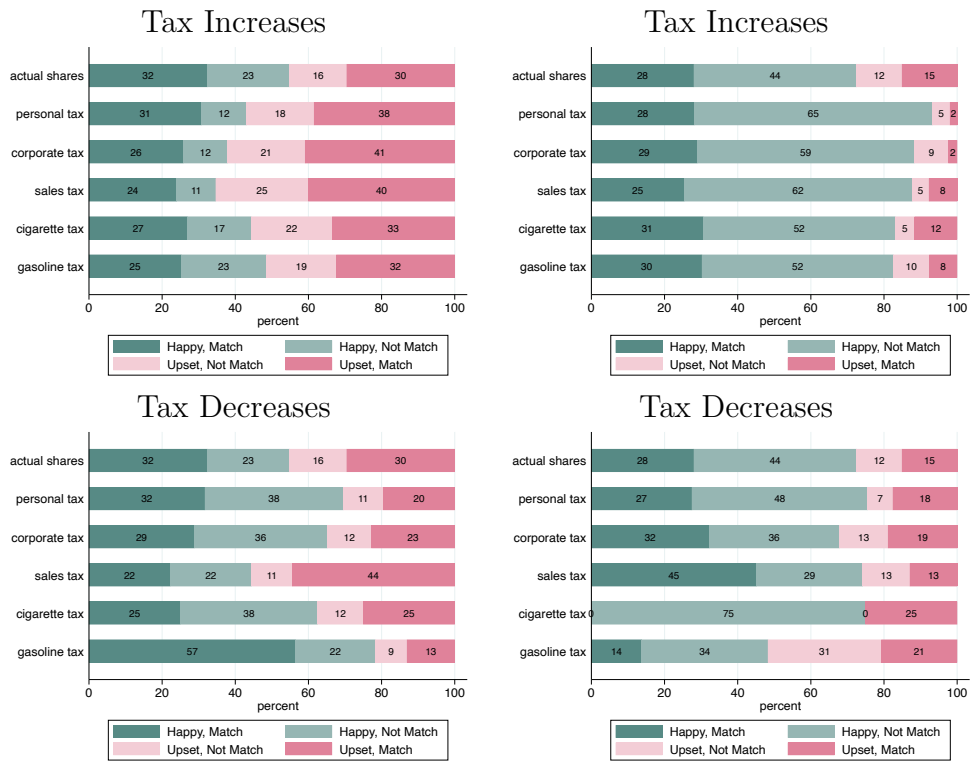 Tax Increases
actual shares 32 23 16 30
personal tax 31 12 18 38
corporate tax 26 12 21 41
sales tax 24 11 25 40
cigarette tax 27 17 22 33
gasoline tax 25 23 19 32
0 20 40 60 80 100
percent
Happy, Match Happy, Not Match
Upset, Not Match Upset, Match
Tax Increases
actual shares 28 44 12 15
personal tax 28 65 5 2
corporate tax 29 59 9 2
sales tax 25 62 5 8
cigarette tax 31 52 5 12
gasoline tax 30 52 10 8
0 20 40 60 80 100
percent
Happy, Match Happy, Not Match
Upset, Not Match Upset, Match
Tax Decreases
actual shares 32 23 16 30
personal tax 32 38 11 20
corporate tax 29 36 12 23
sales tax 22 22 11 44
cigarette tax 25 38 12 25
gasoline tax 57 22 9 13
0 20 40 60 80 100
percent
Happy, Match Happy, Not Match
Upset, Not Match Upset, Match
Tax Decreases
actual shares 28 44 12 15
personal tax 27 48 7 18
corporate tax 32 36 13 19
sales tax 45 29 13 13
cigarette tax 0 75 0 25
gasoline tax 14 34 31 21
0 20 40 60 80 100
percent
Happy, Match Happy, Not Match
Upset, Not Match Upset, Match